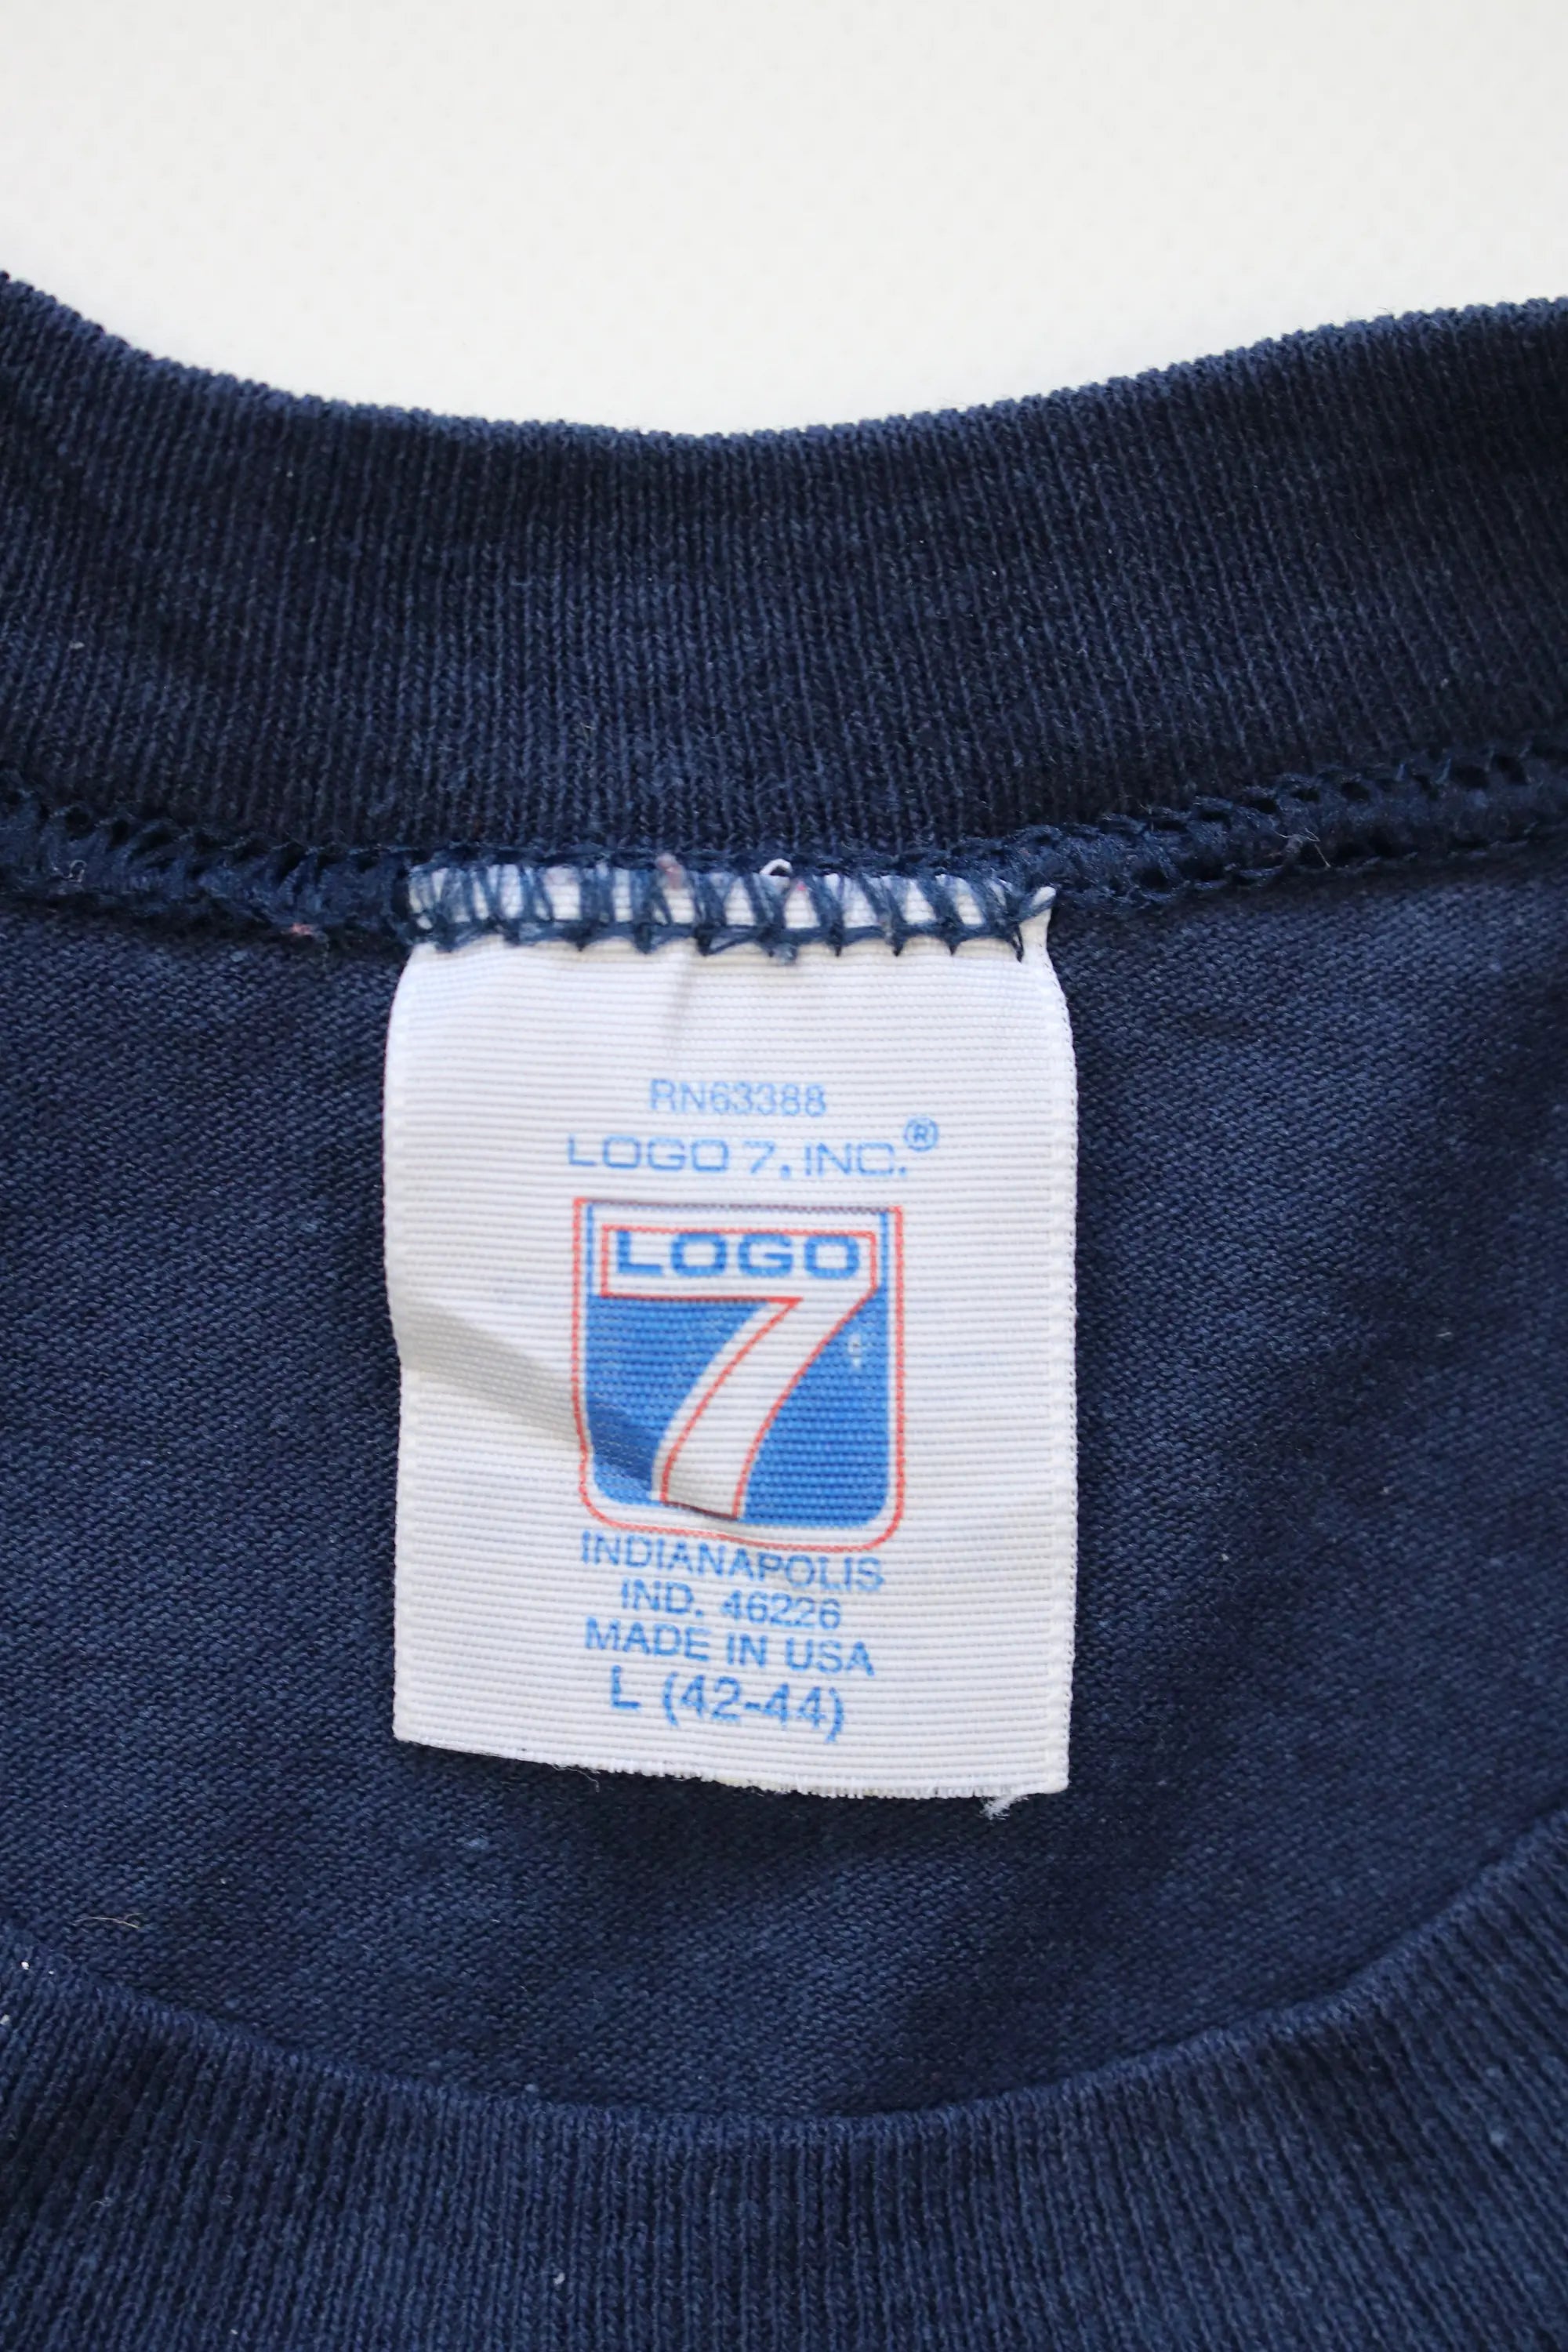 RN63388
LOGO 7, INC.®
LOGO
7
INDIANAPOLIS
IND. 46226
MADE IN USA
L (42-44)